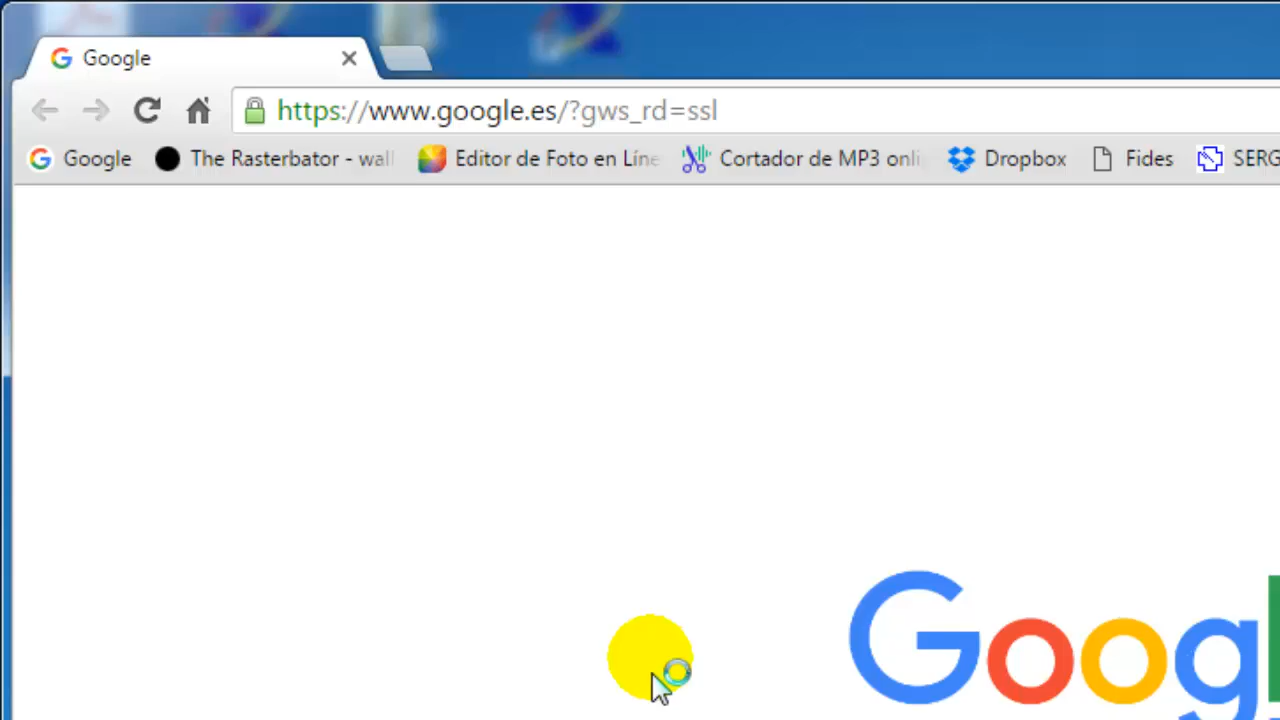 Google
https://www.google.es/?gws_rd=ssl
Google The Rasterbator - wall Editor de Foto en Líne Cortador de MP3 onli Dropbox Fides SERG
Googl